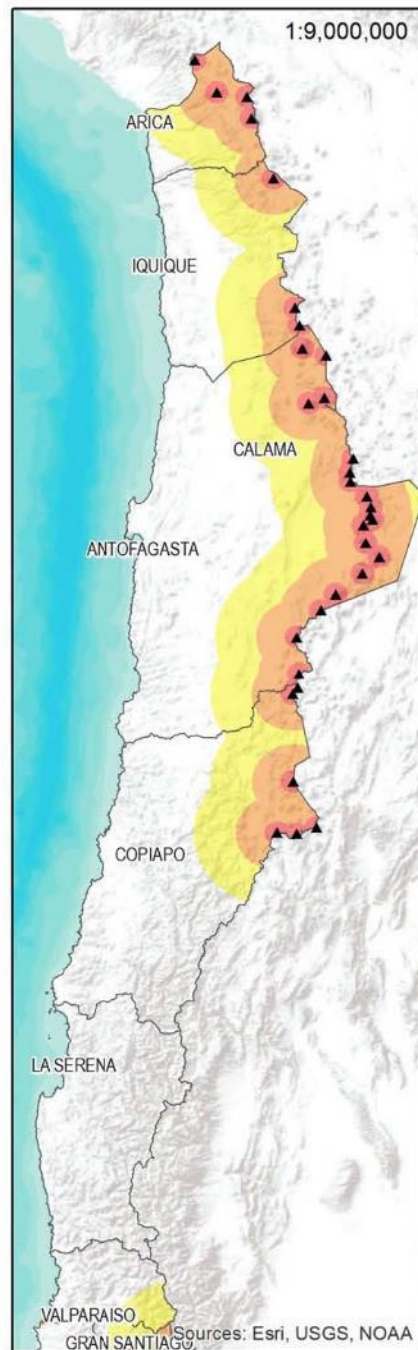 1:9,000,000
ARICA
IQUIQUE
CALAMA
ANTOFAGASTA
COPIAPO
LA SERENA
VALPARAISO
GRAN SANTIAGO
Sources: Esri, USGS, NOAA